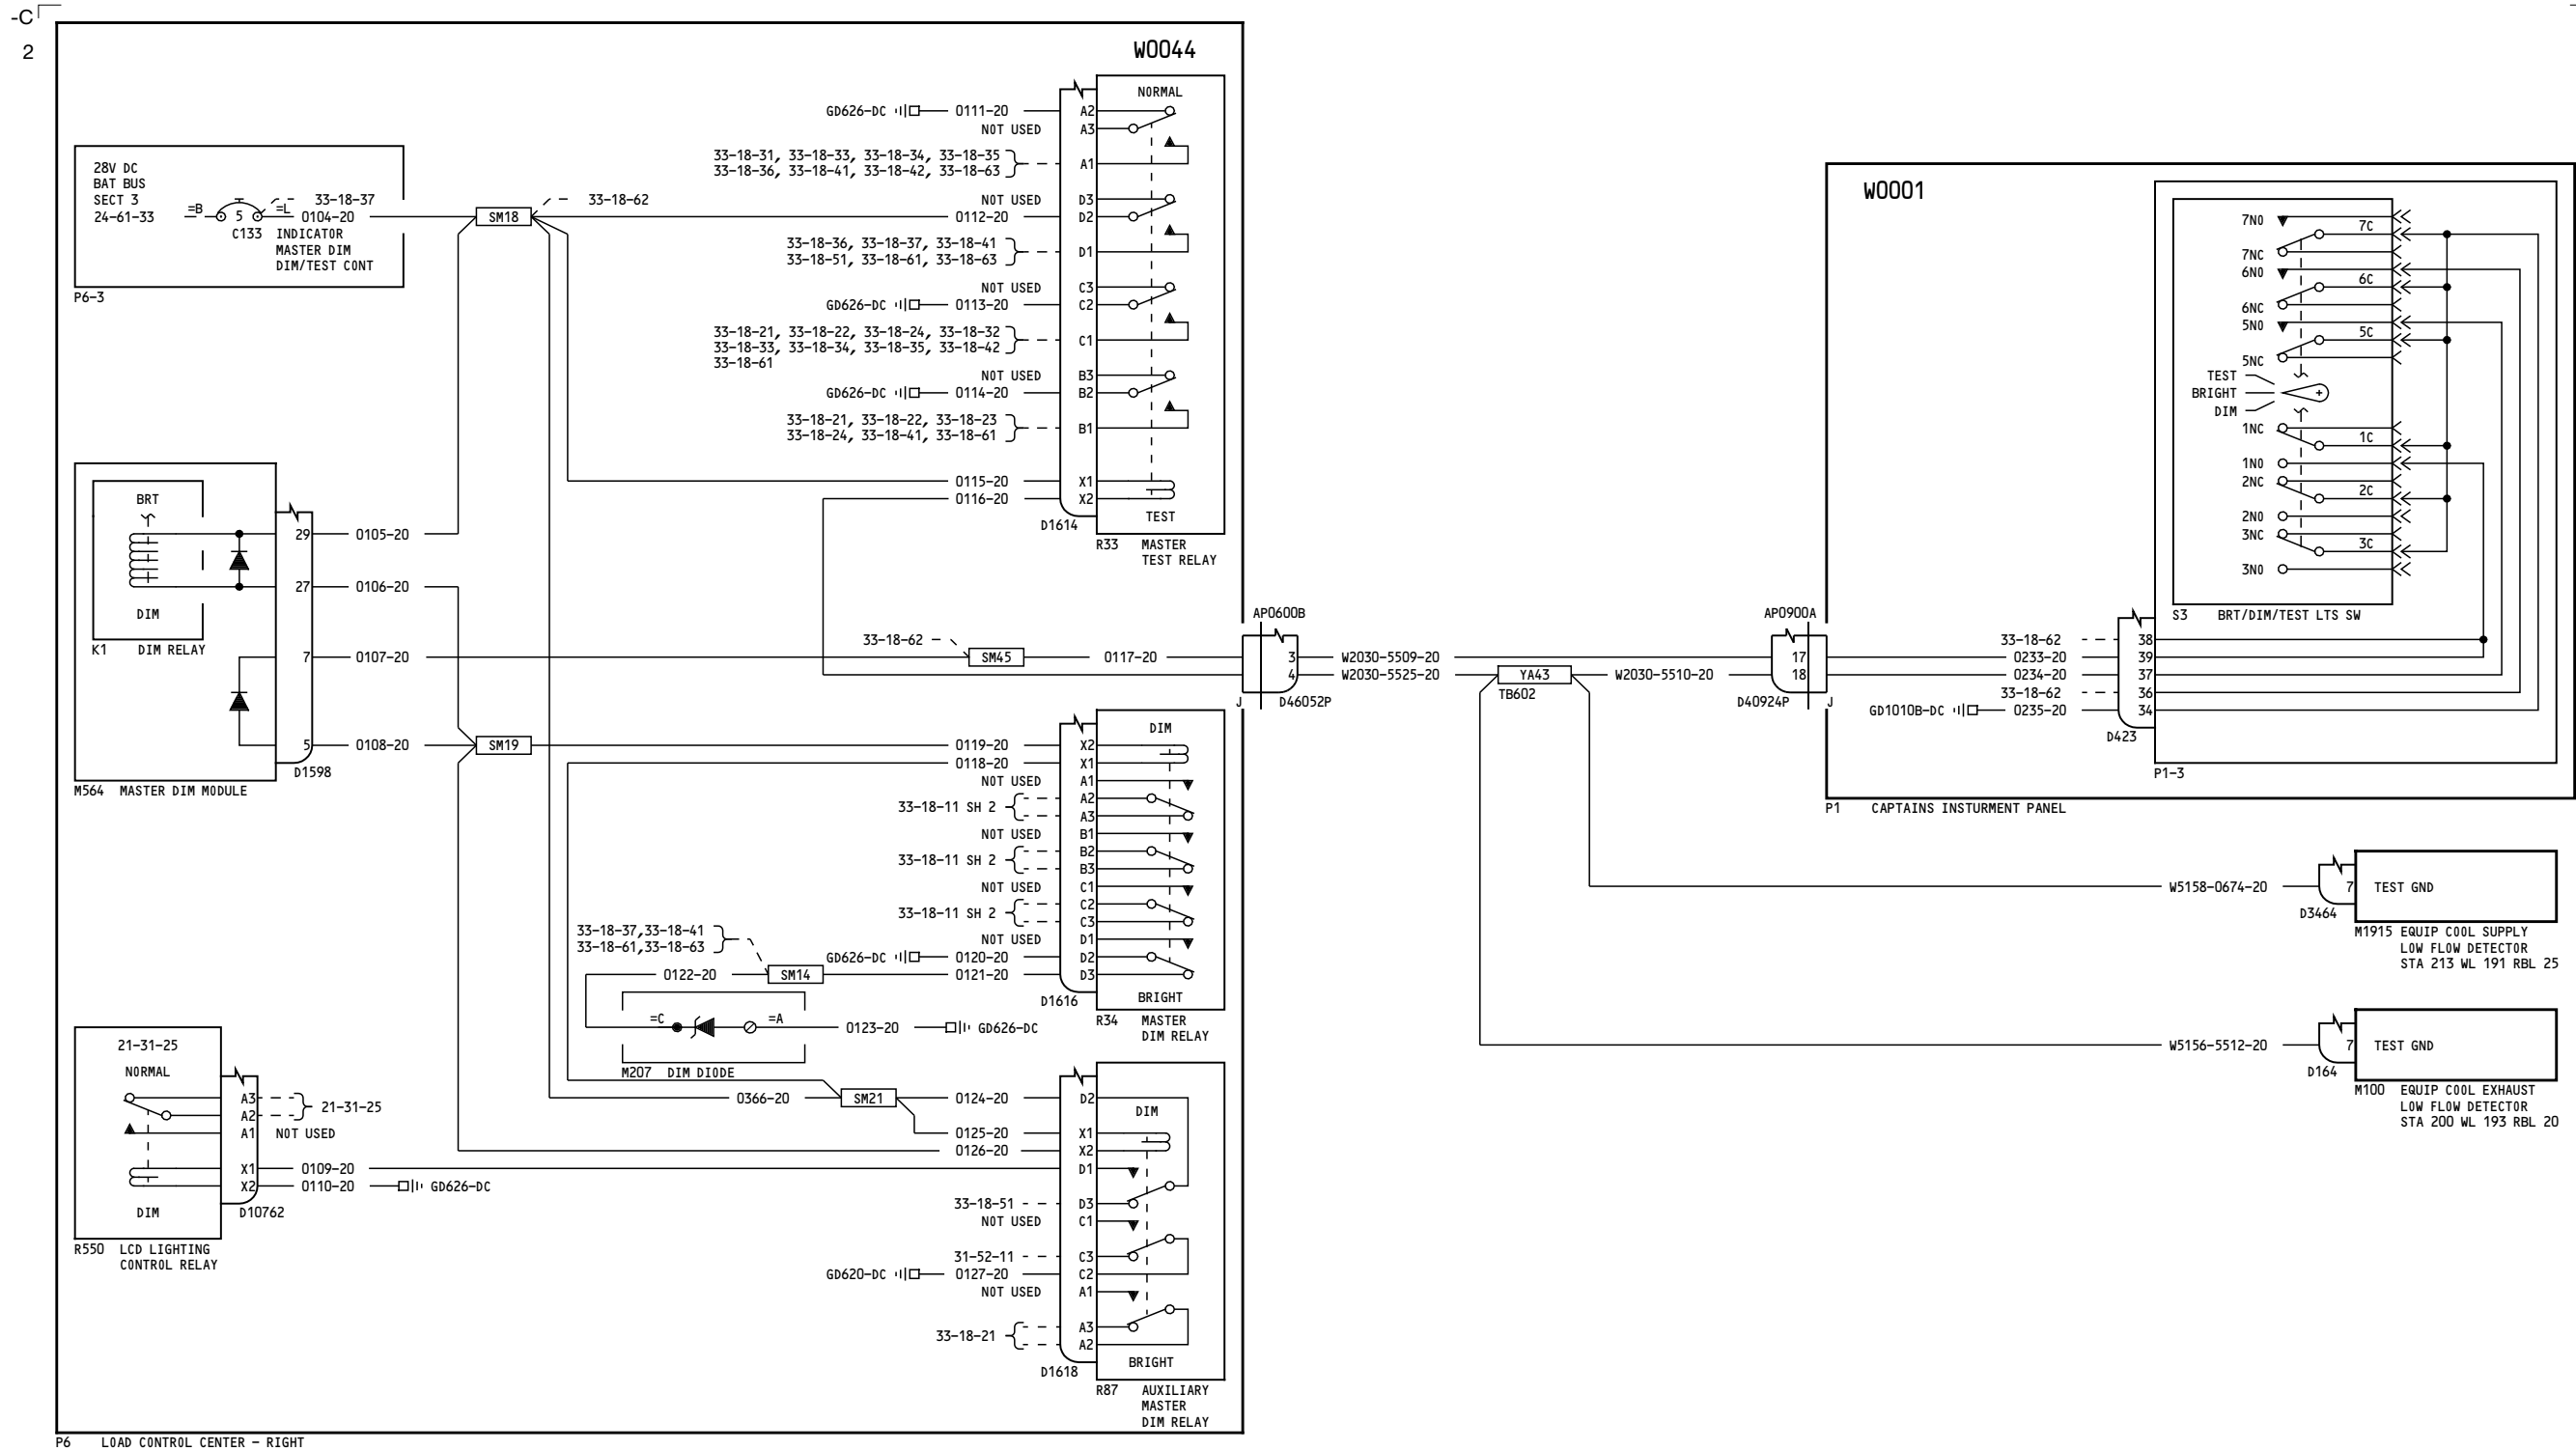 -C
2
W0044
28V DC
BAT BUS
SECT 3
24-61-33
=B
5
=L
33-18-37
0104-20
C133 INDICATOR
MASTER DIM
DIM/TEST CONT
P6-3
SM18
33-18-62
BRT
DIM
K1 DIM RELAY
29
27
7
5
D1598
M564 MASTER DIM MODULE
0105-20
0106-20
0107-20
0108-20
SM19
21-31-25
NORMAL
DIM
A3
A2
A1
X1
X2
D10762
R550 LCD LIGHTING
CONTROL RELAY
21-31-25
NOT USED
0109-20
0110-20
GD626-DC
GD626-DC 0111-20 A2
NOT USED A3
33-18-31, 33-18-33, 33-18-34, 33-18-35
33-18-36, 33-18-41, 33-18-42, 33-18-63
A1
NOT USED D3
0112-20 D2
33-18-36, 33-18-37, 33-18-41
33-18-51, 33-18-61, 33-18-63
D1
NOT USED C3
GD626-DC 0113-20 C2
33-18-21, 33-18-22, 33-18-24, 33-18-32
33-18-33, 33-18-34, 33-18-35, 33-18-42
33-18-61
C1
NOT USED B3
GD626-DC 0114-20 B2
33-18-21, 33-18-22, 33-18-23
33-18-24, 33-18-41, 33-18-61
B1
0115-20 X1
0116-20 X2
NORMAL
TEST
D1614
R33 MASTER
TEST RELAY
33-18-62
SM45
0117-20
AP0600B
3
4
J
D46052P
0119-20 X2
0118-20 X1
NOT USED A1
33-18-11 SH 2
A2
A3
NOT USED B1
33-18-11 SH 2
B2
B3
NOT USED C1
33-18-11 SH 2
C2
C3
NOT USED D1
GD626-DC 0120-20 D2
0121-20 D3
DIM
BRIGHT
D1616
R34 MASTER
DIM RELAY
33-18-37,33-18-41
33-18-61,33-18-63
0122-20
SM14
=C
=A
0123-20
GD626-DC
M207 DIM DIODE
0366-20
SM21
0124-20 D2
0125-20 X1
0126-20 X2
D1
33-18-51 D3
NOT USED C1
31-52-11 C3
GD620-DC 0127-20 C2
NOT USED A1
33-18-21
A3
A2
DIM
BRIGHT
D1618
R87 AUXILIARY
MASTER
DIM RELAY
P6 LOAD CONTROL CENTER - RIGHT
W2030-5509-20
W2030-5525-20
YA43
TB602
W2030-5510-20
AP0900A
17
18
J
D40924P
W0001
7NO
7C
7NC
6NO
6C
6NC
5NO
5C
5NC
TEST
BRIGHT
DIM
1NC
1C
1NO
2NC
2C
2NO
3NC
3C
3NO
S3 BRT/DIM/TEST LTS SW
33-18-62 38
0233-20 39
0234-20 37
33-18-62 36
GD1010B-DC 0235-20 34
D423
P1-3
P1 CAPTAINS INSTURMENT PANEL
W5158-0674-20
7
TEST GND
D3464
M1915 EQUIP COOL SUPPLY
LOW FLOW DETECTOR
STA 213 WL 191 RBL 25
W5156-5512-20
7
TEST GND
D164
M100 EQUIP COOL EXHAUST
LOW FLOW DETECTOR
STA 200 WL 193 RBL 20